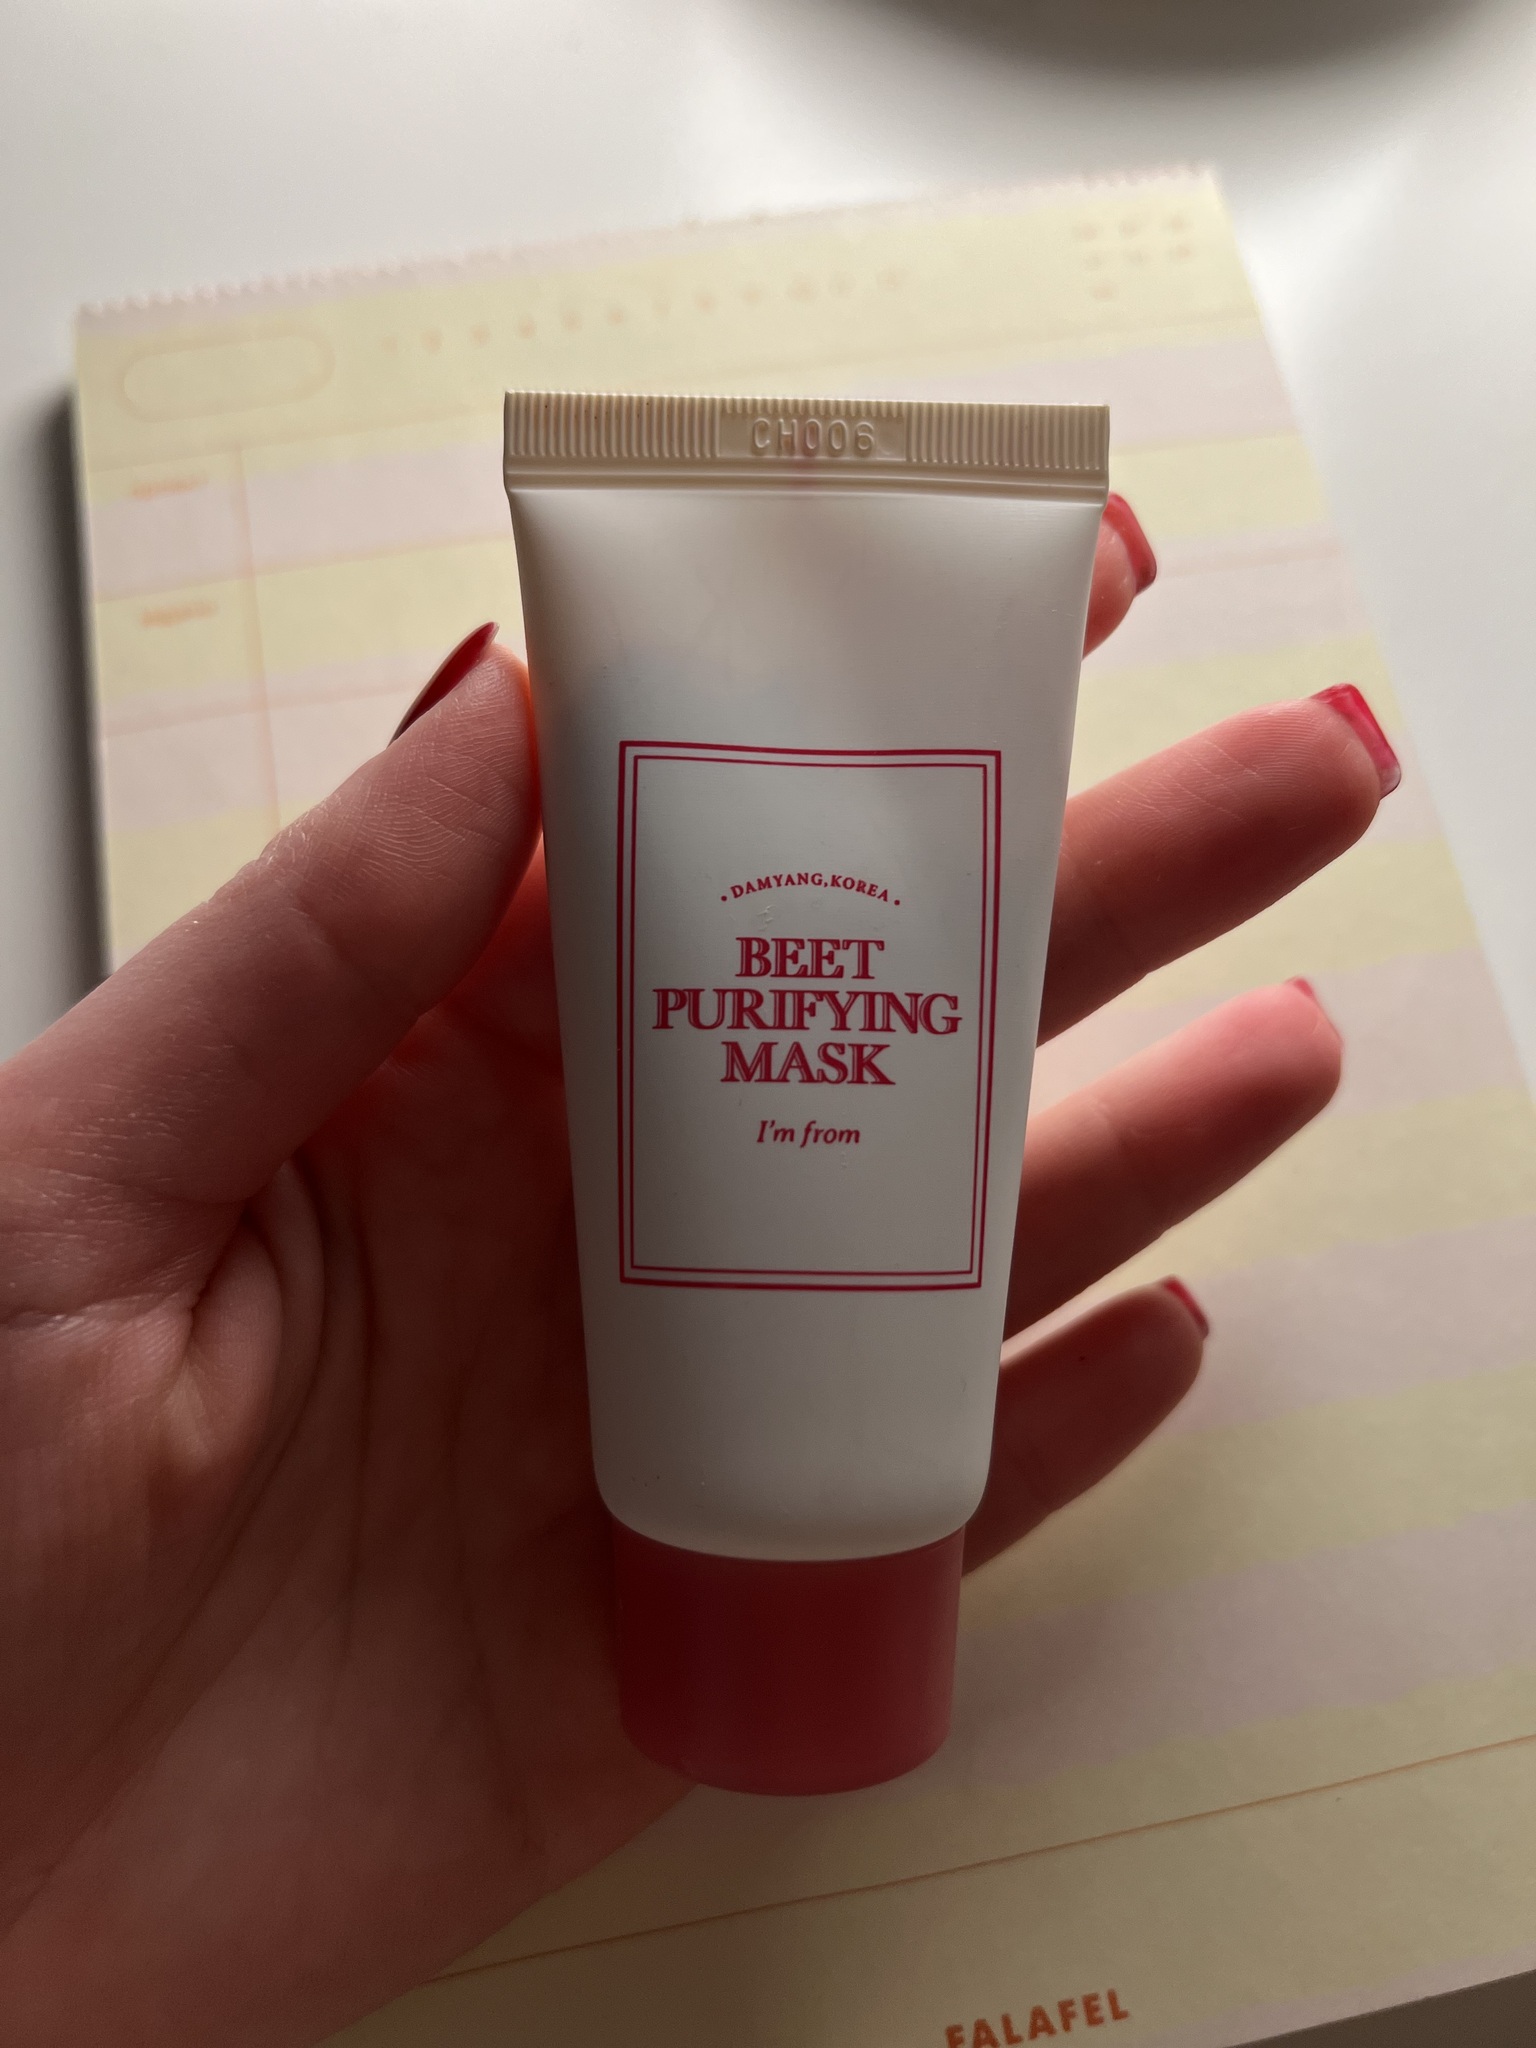 CH006
• DAMYANG,KOREA •
BEET
PURIFYING
MASK
I'm from
FALAFEL